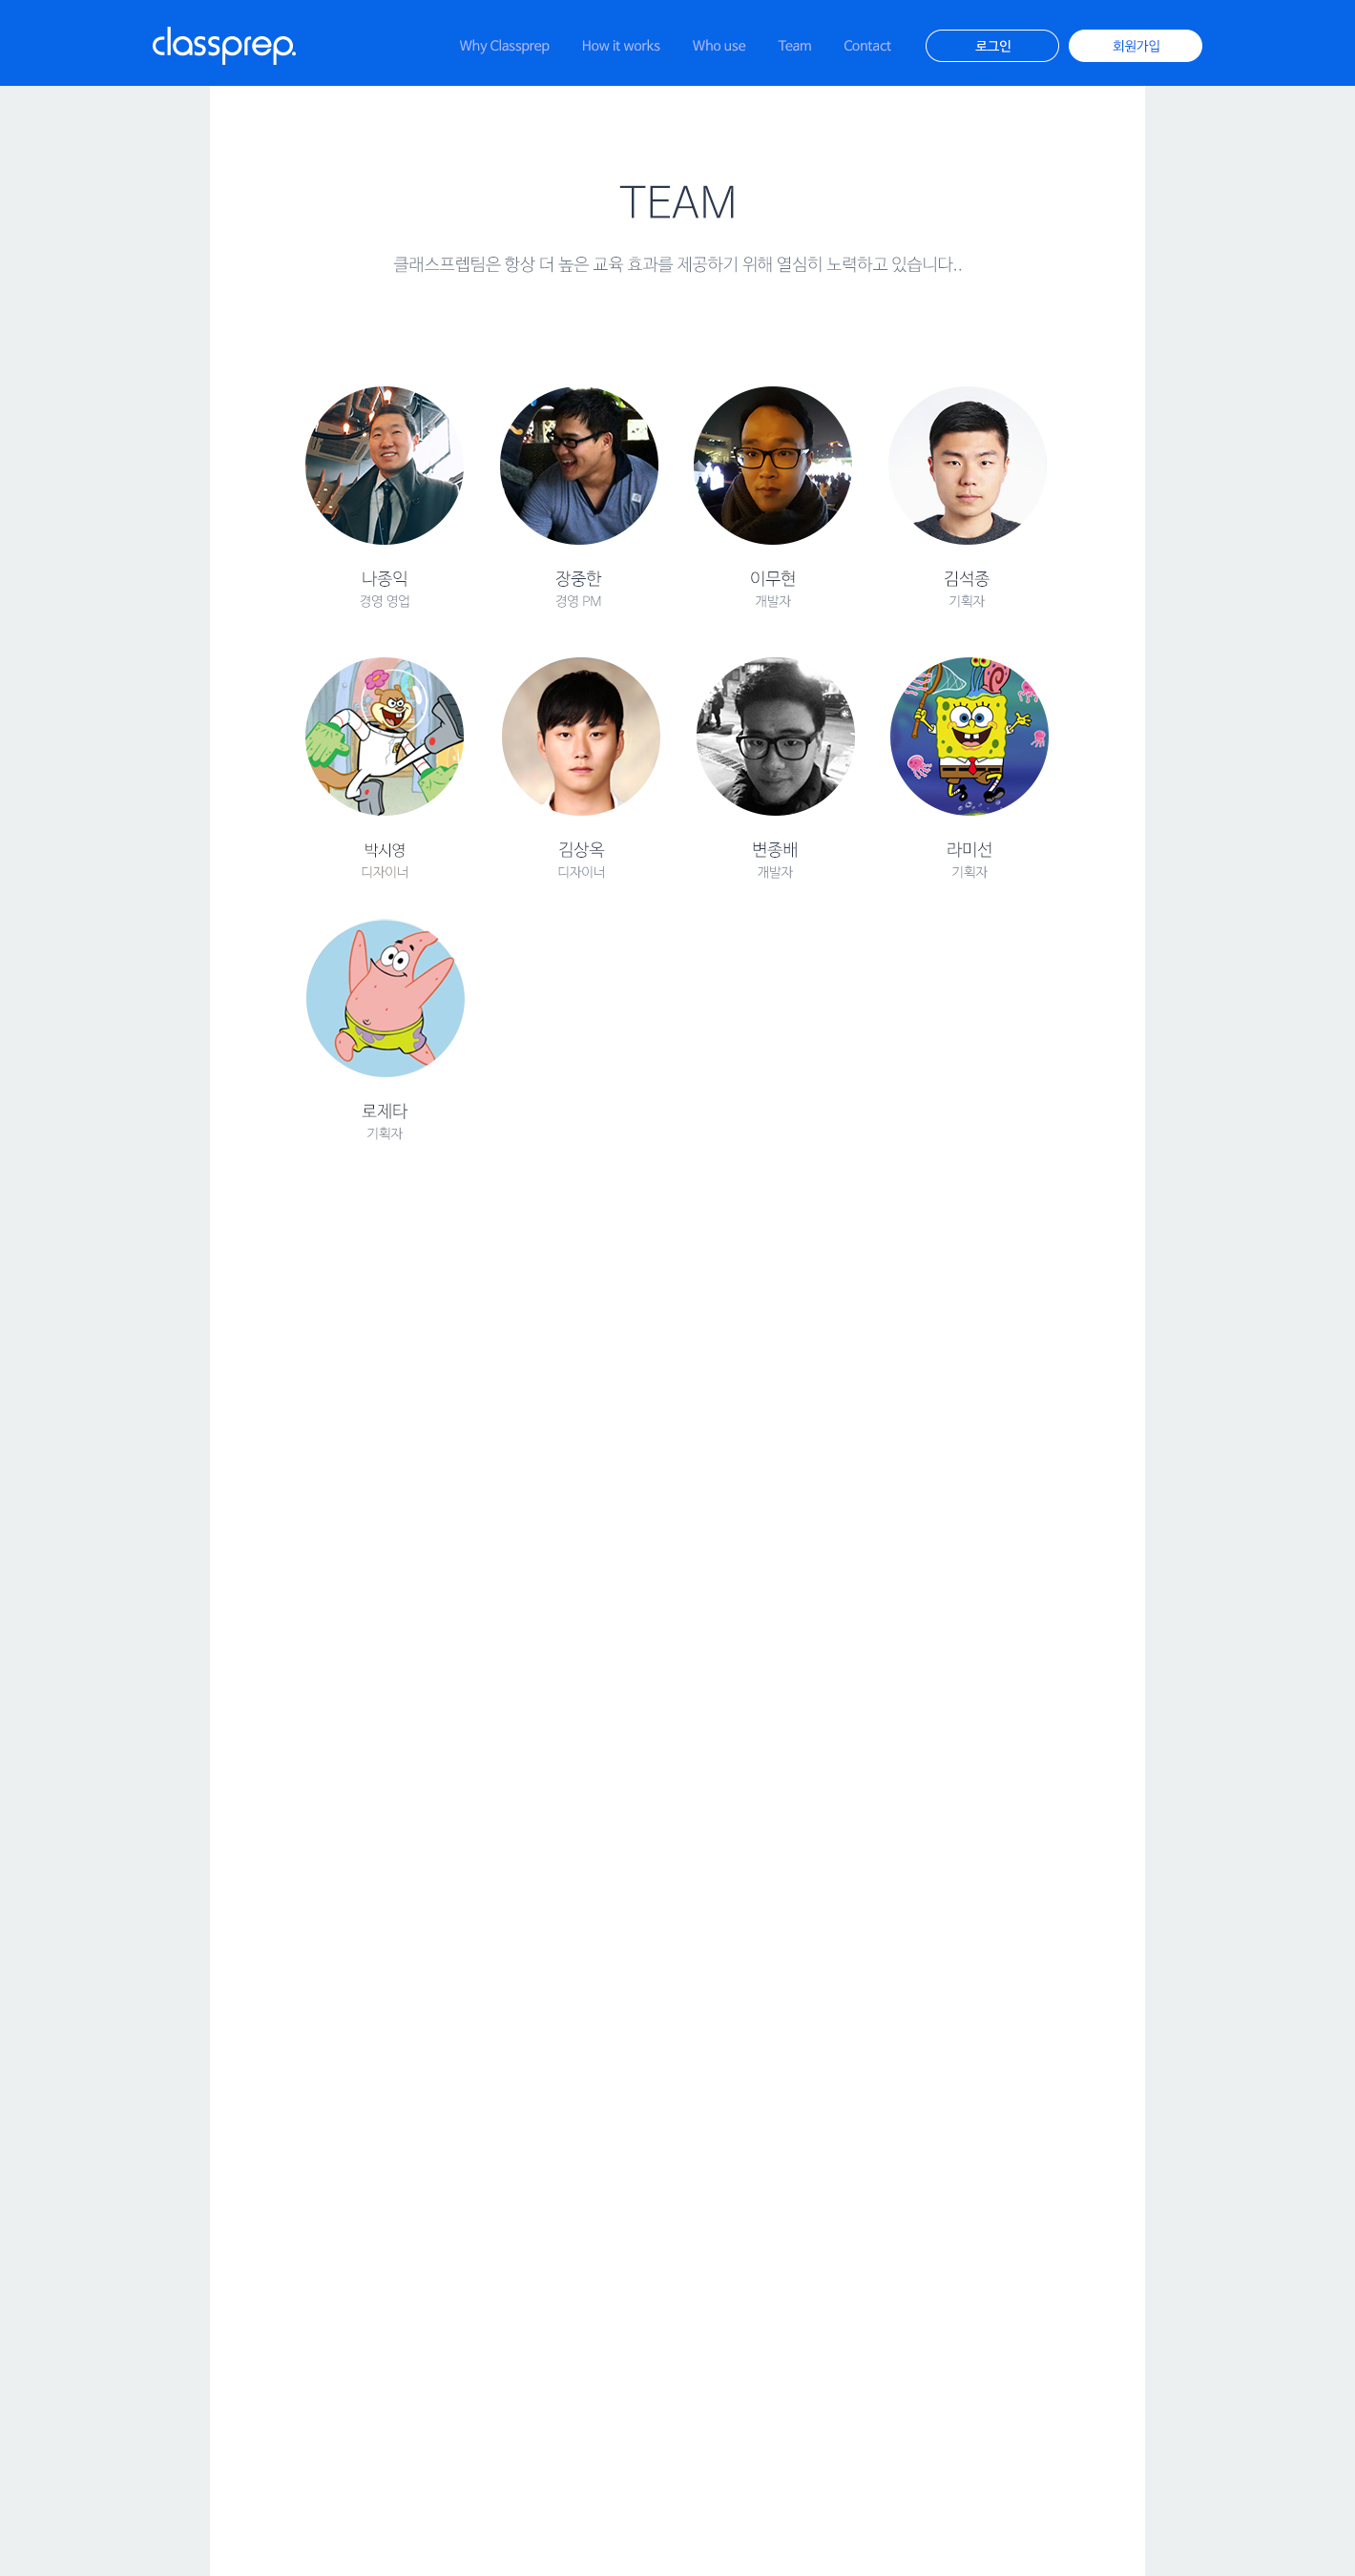 classprep.
Why Classprep How it works Who use Team Contact 로그인 회원가입
TEAM
클래스프렙팀은 항상 더 높은 교육 효과를 제공하기 위해 열심히 노력하고 있습니다..
나종익 장중한 이무현 김석종
경영 영업 경영 PM 개발자 기획자
박시영 김상옥 변종배 라미선
디자이너 디자이너 개발자 기획자
로제타
기획자